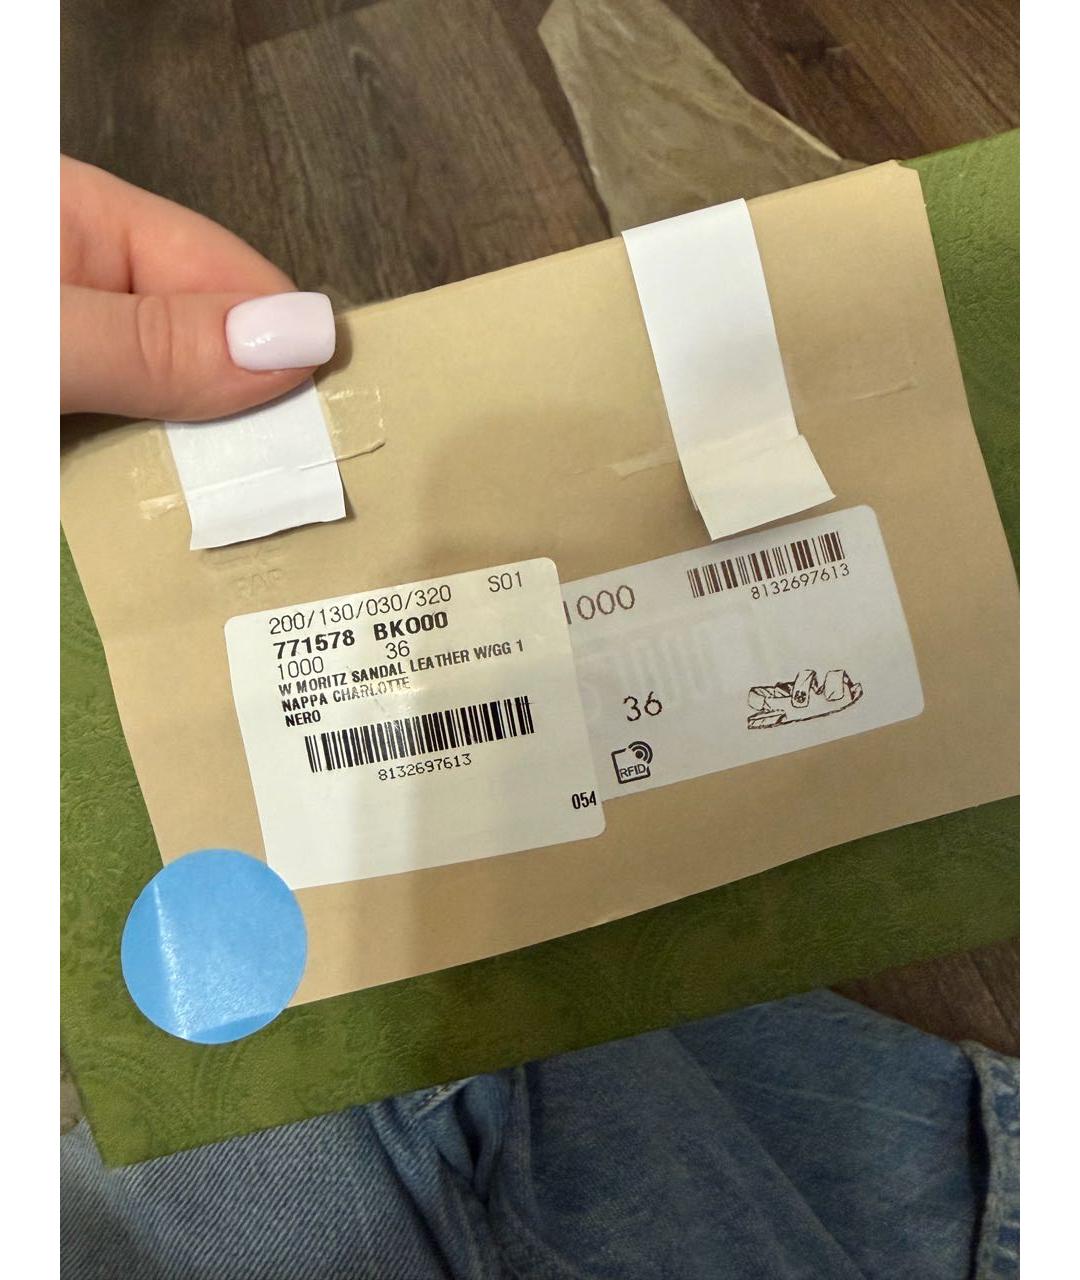 200/130/030/320 S01
771578 BK000
1000 36
W MORITZ SANDAL LEATHER W/GG 1
NAPPA CHARLOTTE
NERO
8132697613
054
1000
8132697613
36
RFID
PAP